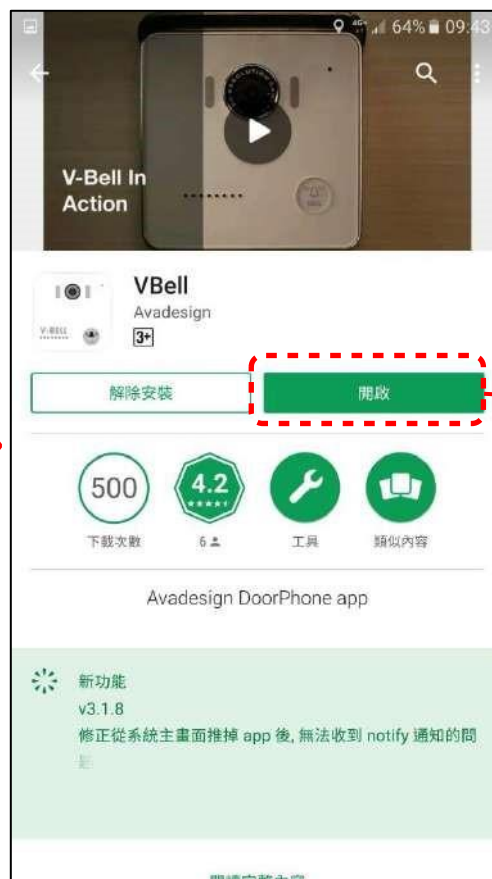 64% 09:43
V-Bell In
Action
VBell
Avadesign
3+
V-BELL
解除安裝
開啟
500
4.2
下載次數
6
工具
類似內容
Avadesign DoorPhone app
新功能
v3.1.8
修正從系統主畫面推掉 app 後, 無法收到 notify 通知的問